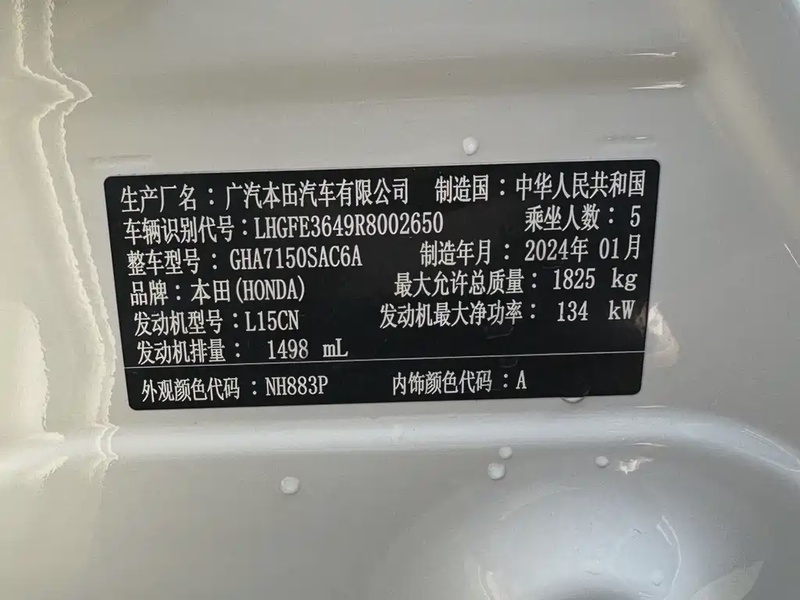 生产厂名：广汽本田汽车有限公司 制造国：中华人民共和国
车辆识别代号：LHGFE3649R8002650 乘坐人数：5
整车型号：GHA7150SAC6A 制造年月：2024年01月
品牌：本田(HONDA) 最大允许总质量：1825 kg
发动机型号：L15CN 发动机最大净功率：134 kW
发动机排量：1498 mL
外观颜色代码：NH883P 内饰颜色代码：A